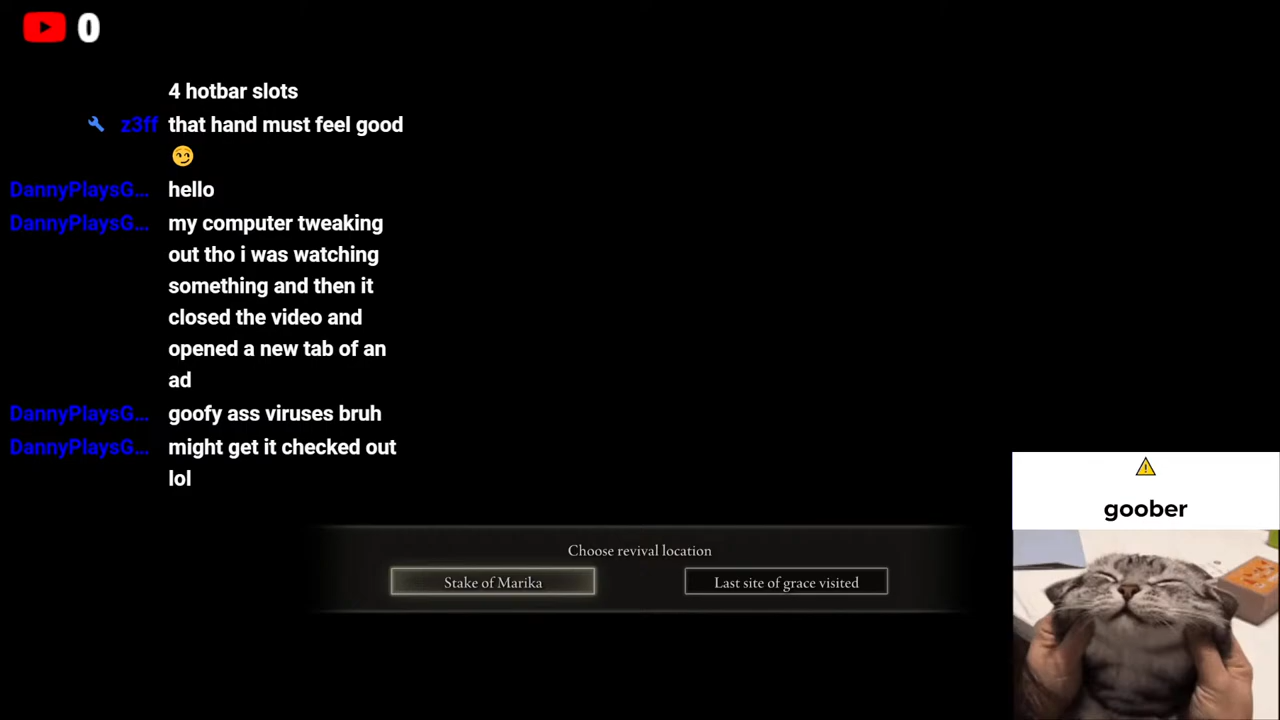 0
4 hotbar slots
z3ff that hand must feel good
😏
DannyPlaysG... hello
DannyPlaysG... my computer tweaking
out tho i was watching
something and then it
closed the video and
opened a new tab of an
ad
DannyPlaysG... goofy ass viruses bruh
DannyPlaysG... might get it checked out
lol
⚠️
goober
Choose revival location
Stake of Marika
Last site of grace visited